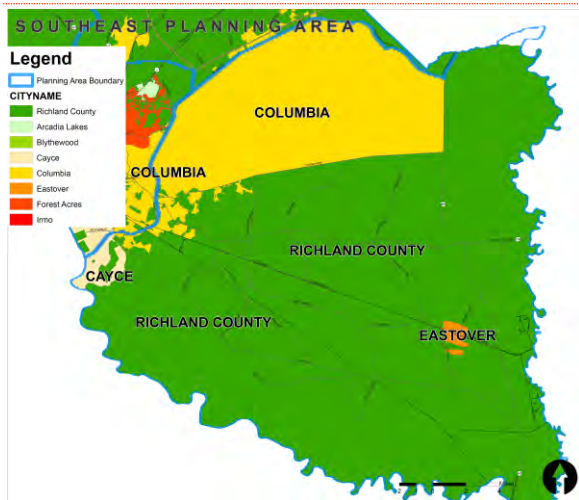 SOUTHEAST PLANNING AREA
Legend
Planning Area Boundary
CITYNAME
Richland County
Arcadia Lakes
Blythewood
Cayce
Columbia
Eastover
Forest Acres
Irmo
COLUMBIA
COLUMBIA
RICHLAND COUNTY
CAYCE
RICHLAND COUNTY
EASTOVER